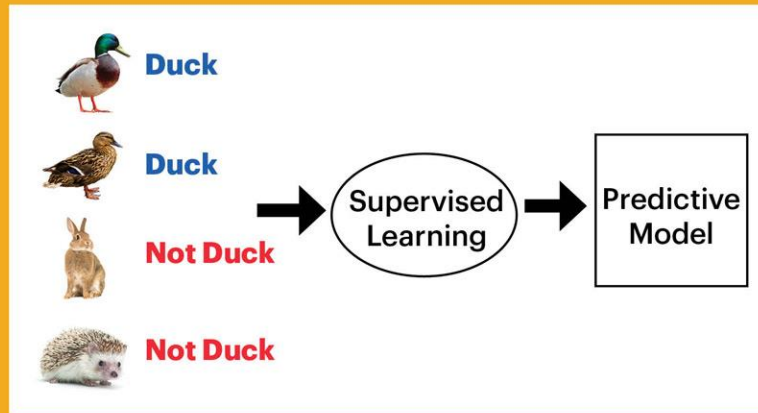 Duck
Duck
Not Duck
Not Duck
Supervised
Learning
Predictive
Model